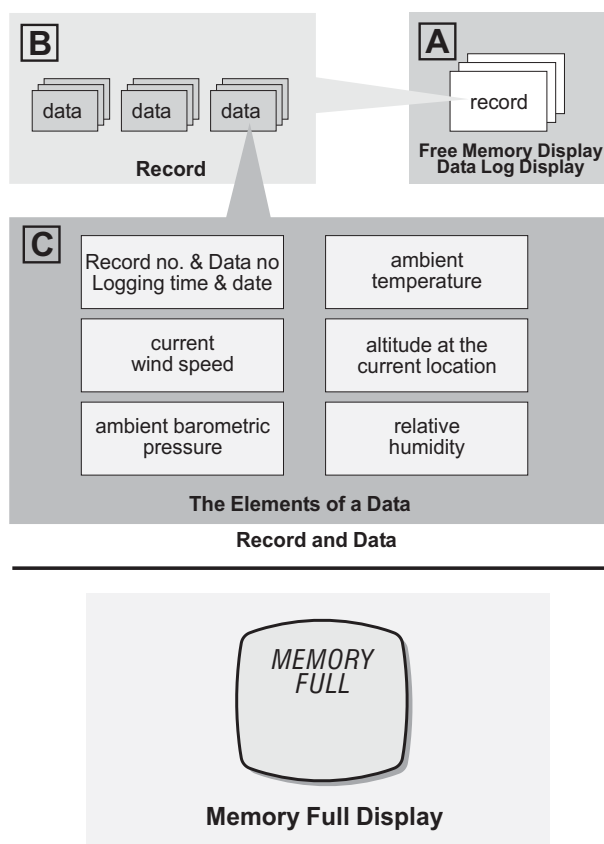 B
data
data
data
Record
A
record
Free Memory Display
Data Log Display
C
Record no. & Data no
Logging time & date
ambient
temperature
current
wind speed
altitude at the
current location
ambient barometric
pressure
relative
humidity
The Elements of a Data
Record and Data
MEMORY
FULL
Memory Full Display